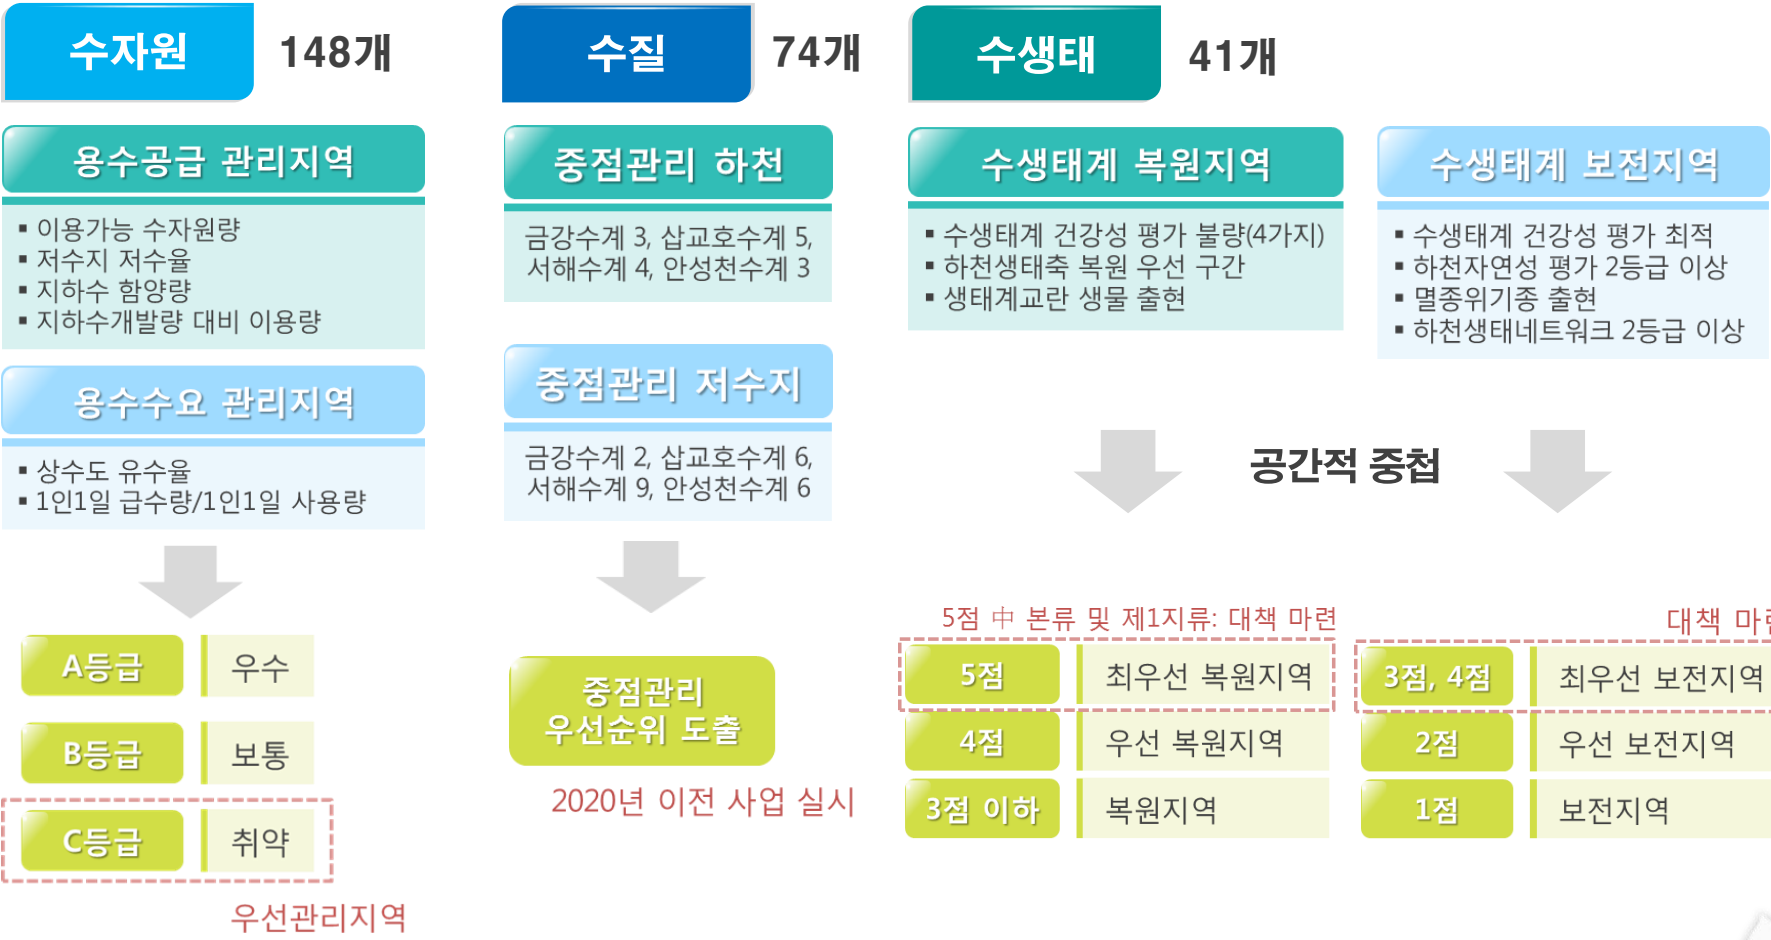 수자원
148개
용수공급 관리지역
▪ 이용가능 수자원량
▪ 저수지 저수율
▪ 지하수 함양량
▪ 지하수개발량 대비 이용량
용수수요 관리지역
▪ 상수도 유수율
▪ 1인1일 급수량/1인1일 사용량
A등급
우수
B등급
보통
C등급
취약
우선관리지역
수질
74개
중점관리 하천
금강수계 3, 삽교호수계 5,
서해수계 4, 안성천수계 3
중점관리 저수지
금강수계 2, 삽교호수계 6,
서해수계 9, 안성천수계 6
중점관리
우선순위 도출
2020년 이전 사업 실시
수생태
41개
수생태계 복원지역
▪ 수생태계 건강성 평가 불량(4가지)
▪ 하천생태축 복원 우선 구간
▪ 생태계교란 생물 출현
수생태계 보전지역
▪ 수생태계 건강성 평가 최적
▪ 하천자연성 평가 2등급 이상
▪ 멸종위기종 출현
▪ 하천생태네트워크 2등급 이상
공간적 중첩
5점 中 본류 및 제1지류: 대책 마련
5점
최우선 복원지역
4점
우선 복원지역
3점 이하
복원지역
대책 마련
3점, 4점
최우선 보전지역
2점
우선 보전지역
1점
보전지역